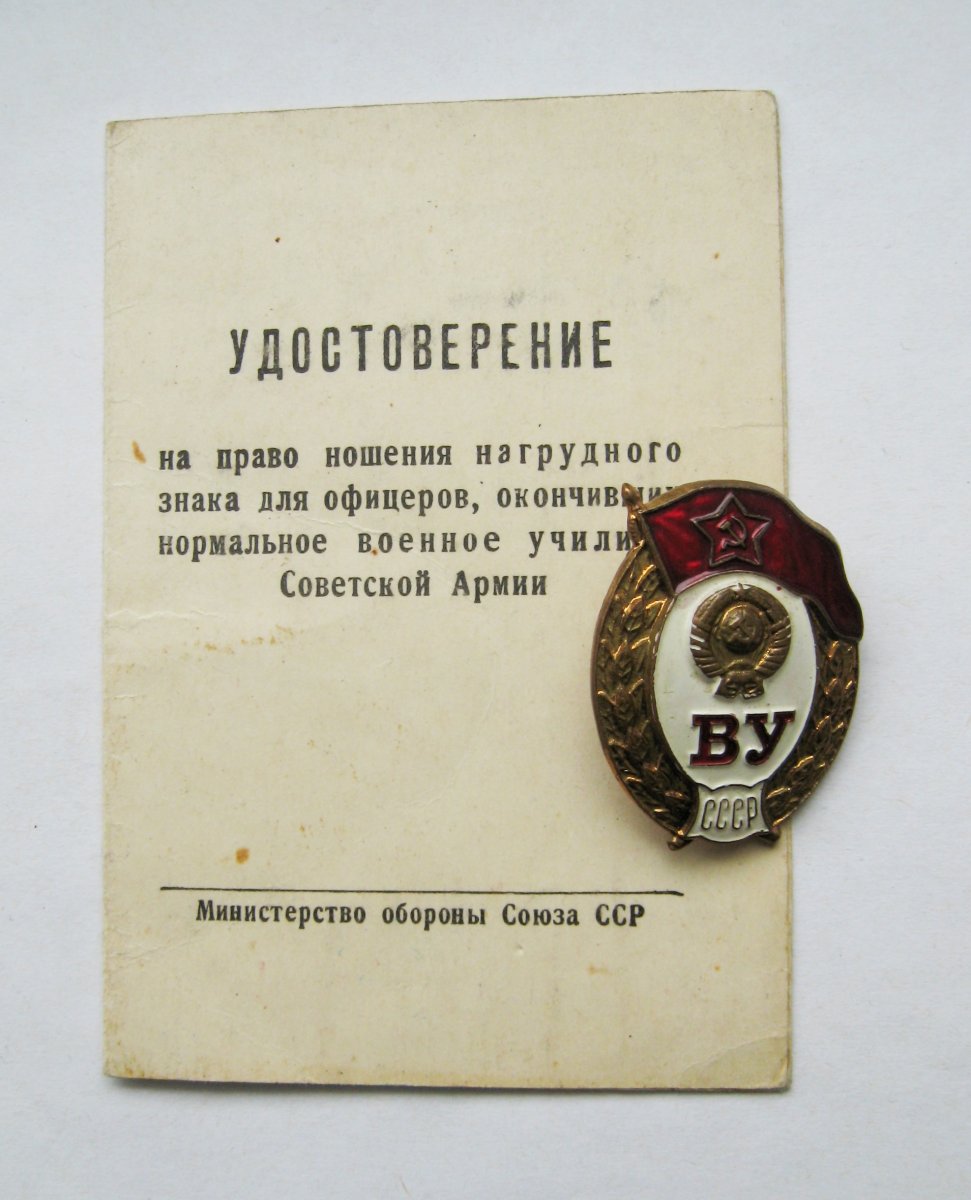 УДОСТОВЕРЕНИЕ
на право ношения нагрудного
знака для офицеров,
нормальное военное
Советской Армии
ВУ
СССР
Министерство обороны Союза ССР